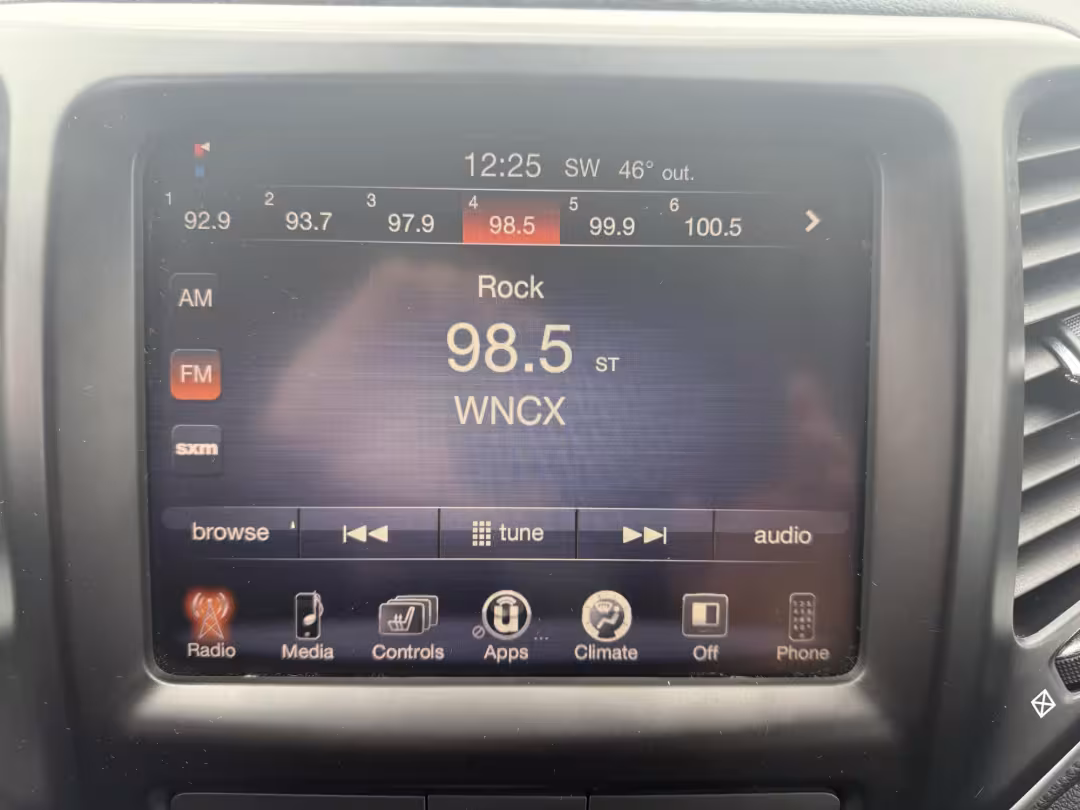 12:25 SW 46° out.
1 92.9 2 93.7 3 97.9 4 98.5 5 99.9 6 100.5
AM
Rock
FM
98.5 ST
WNCX
sxm
browse tune audio
Radio Media Controls Apps Climate Off Phone